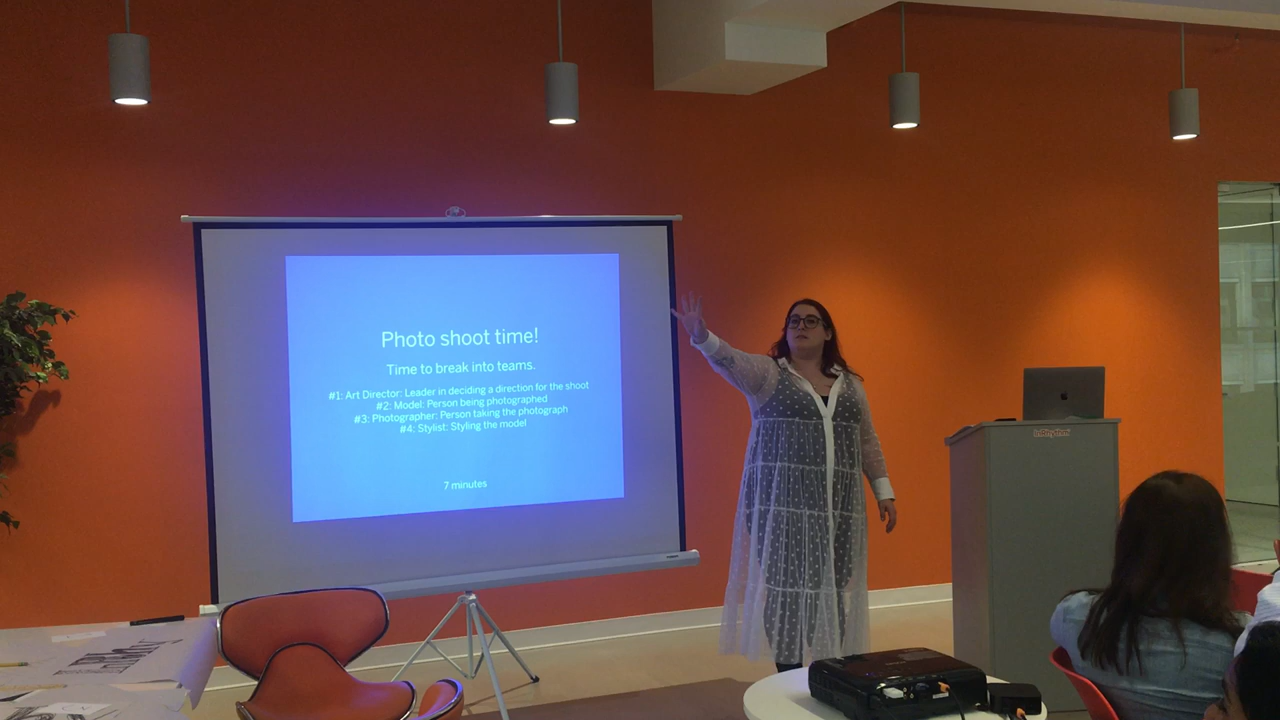 Photo shoot time!
Time to break into teams.
#1: Art Director: Leader in deciding a direction for the shoot
#2: Model: Person being photographed
#3: Photographer: Person taking the photograph
#4: Stylist: Styling the model
7 minutes
InRhythm